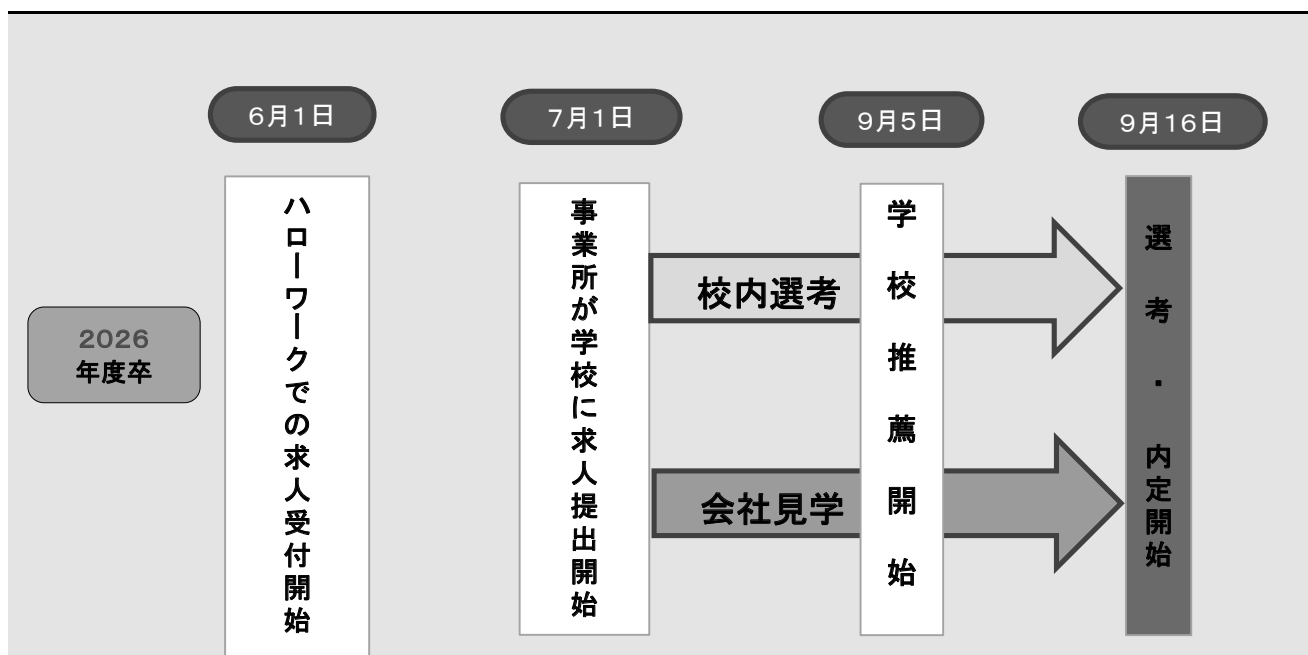 6月1日
7月1日
9月5日
9月16日
2026
年度卒
ハローワークでの求人受付開始
事業所が学校に求人提出開始
校内選考
会社見学
学校推薦開始
選考・内定開始